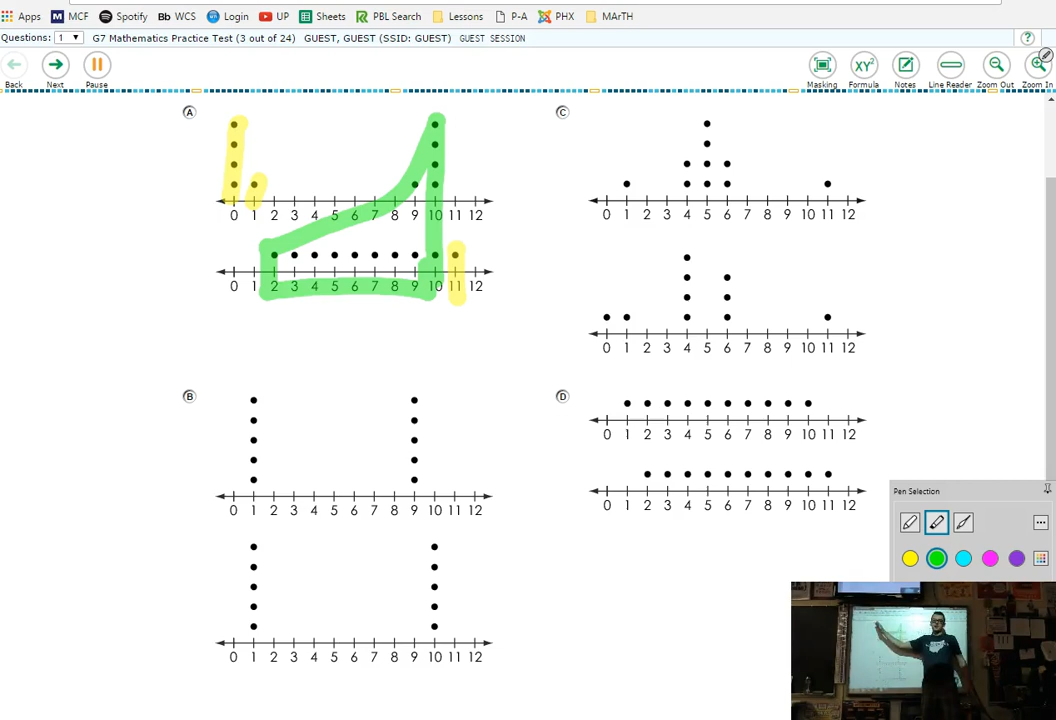 Apps MCF Spotify Bb WCS Login UP Sheets PBL Search Lessons P-A PHX MArTH
Questions: 1 G7 Mathematics Practice Test (3 out of 24) GUEST, GUEST (SSID: GUEST) GUEST SESSION ?
XY²
Back Next Pause Masking Formula Notes Line Reader Zoom Out Zoom In
A
0 1 2 3 4 5 6 7 8 9 10 11 12
0 1 2 3 4 5 6 7 8 9 10 11 12
C
0 1 2 3 4 5 6 7 8 9 10 11 12
0 1 2 3 4 5 6 7 8 9 10 11 12
B
0 1 2 3 4 5 6 7 8 9 10 11 12
0 1 2 3 4 5 6 7 8 9 10 11 12
D
0 1 2 3 4 5 6 7 8 9 10 11 12
0 1 2 3 4 5 6 7 8 9 10 11 12
Pen Selection